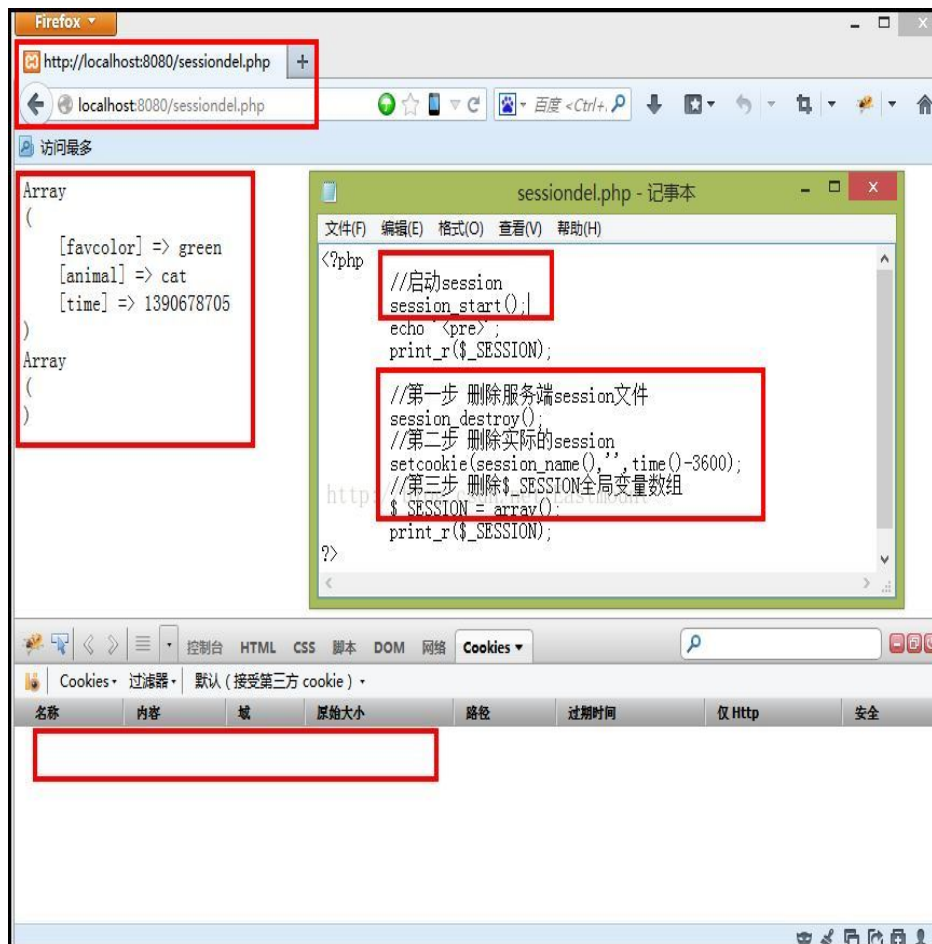 Firefox
http://localhost:8080/sessiondel.php
localhost:8080/sessiondel.php
百度 <Ctrl+.
访问最多
Array
(
[favcolor] => green
[animal] => cat
[time] => 1390678705
)
Array
(
)
sessiondel.php - 记事本
文件(F) 编辑(E) 格式(O) 查看(V) 帮助(H)
<?php
//启动session
session_start();
echo '<pre>';
print_r($_SESSION);
//第一步 删除服务端session文件
session_destroy();
//第二步 删除实际的session
setcookie(session_name(),'',time()-3600);
//第三步 删除$_SESSION全局变量数组
$_SESSION = array();
print_r($_SESSION);
?>
控制台 HTML CSS 脚本 DOM 网络 Cookies
Cookies 过滤器 默认 ( 接受第三方 cookie )
名称 内容 域 原始大小 路径 过期时间 仅 Http 安全